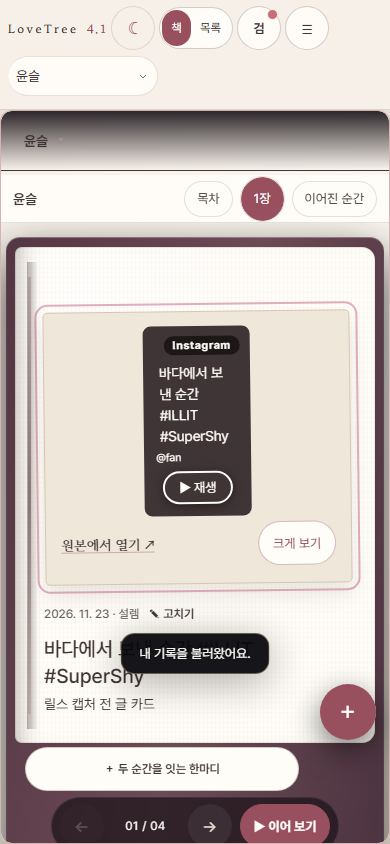 LoveTree 4.1
책
목록
검
윤슬
윤슬
윤슬
목차
1장
이어진 순간
Instagram
바다에서 보
낸 순간
#ILLIT
#SuperShy
@fan
▶ 재생
원본에서 열기 ↗
크게 보기
2026. 11. 23 · 설렘 ✎ 고치기
바다에서
#SuperShy
내 기록을 불러왔어요.
릴스 캡처 전 글 카드
+
+ 두 순간을 잇는 한마디
←
01 / 04
→
▶ 이어 보기